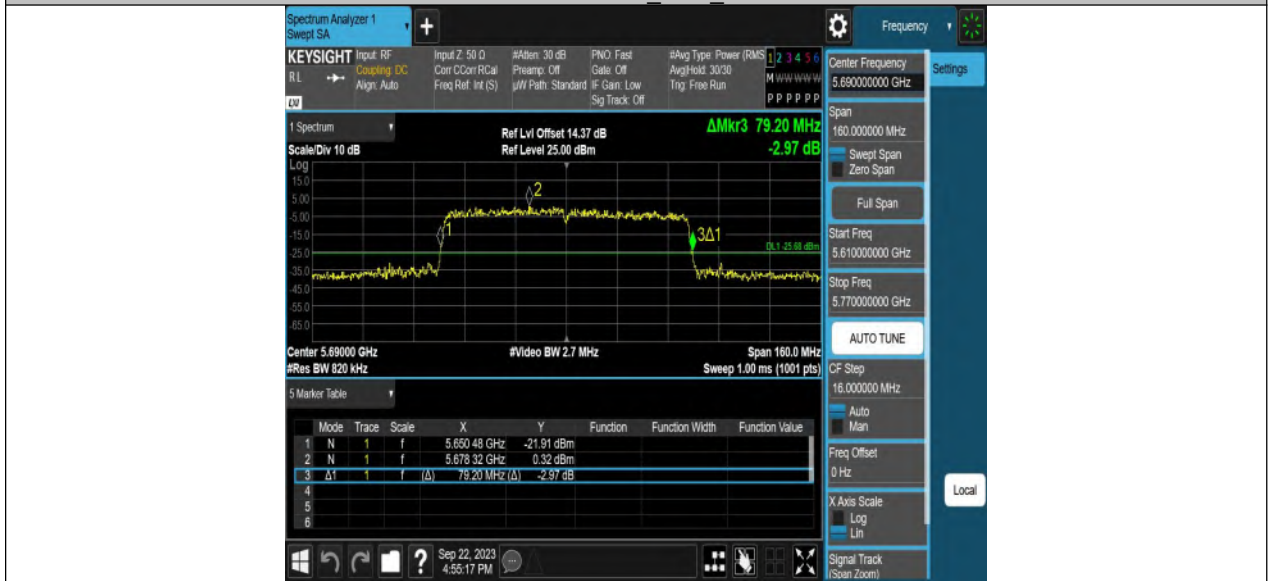 Spectrum Analyzer 1
Swept SA
+
Frequency
KEYSIGHT
RL
LXI
Input: RF
Coupling: DC
Align: Auto
Input Z: 50 Ω
Corr CCorr RCal
Freq Ref: Int (S)
#Atten: 30 dB
Preamp: Off
µW Path: Standard
PNO: Fast
Gate: Off
IF Gain: Low
Sig Track: Off
#Avg Type: Power (RMS
Avg|Hold: 30/30
Trig: Free Run
1 2 3 4 5 6
M W W W W W
P P P P P P
Center Frequency
5.690000000 GHz
Settings
Span
160.000000 MHz
Swept Span
Zero Span
Full Span
Start Freq
5.610000000 GHz
Stop Freq
5.770000000 GHz
AUTO TUNE
CF Step
16.000000 MHz
Auto
Man
Freq Offset
0 Hz
X Axis Scale
Log
Lin
Signal Track
(Span Zoom)
Local
1 Spectrum
Scale/Div 10 dB
Ref Lvl Offset 14.37 dB
Ref Level 25.00 dBm
ΔMkr3 79.20 MHz
-2.97 dB
Log
15.0
5.00
-5.00
-15.0
-25.0
-35.0
-45.0
-55.0
-65.0
2
1
3Δ1
DL1 -25.68 dBm
Center 5.69000 GHz
#Video BW 2.7 MHz
Span 160.0 MHz
#Res BW 820 kHz
Sweep 1.00 ms (1001 pts)
5 Marker Table
Mode Trace Scale X Y Function Function Width Function Value
1 N 1 f 5.650 48 GHz -21.91 dBm
2 N 1 f 5.678 32 GHz 0.32 dBm
3 Δ1 1 f (Δ) 79.20 MHz (Δ) -2.97 dB
4
5
6
?
Sep 22, 2023
4:55:17 PM